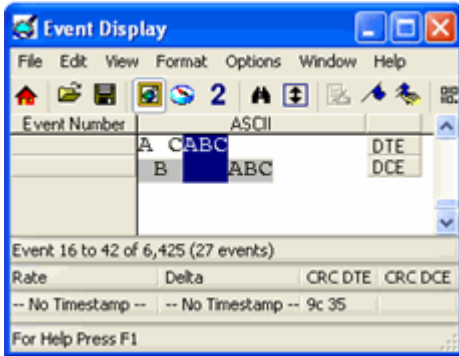 Event Display
File Edit View Format Options Window Help
2
Event Number ASCII
A CABC DTE
B ABC DCE
Event 16 to 42 of 6,425 (27 events)
Rate Delta CRC DTE CRC DCE
-- No Timestamp -- -- No Timestamp -- 9c 35
For Help Press F1